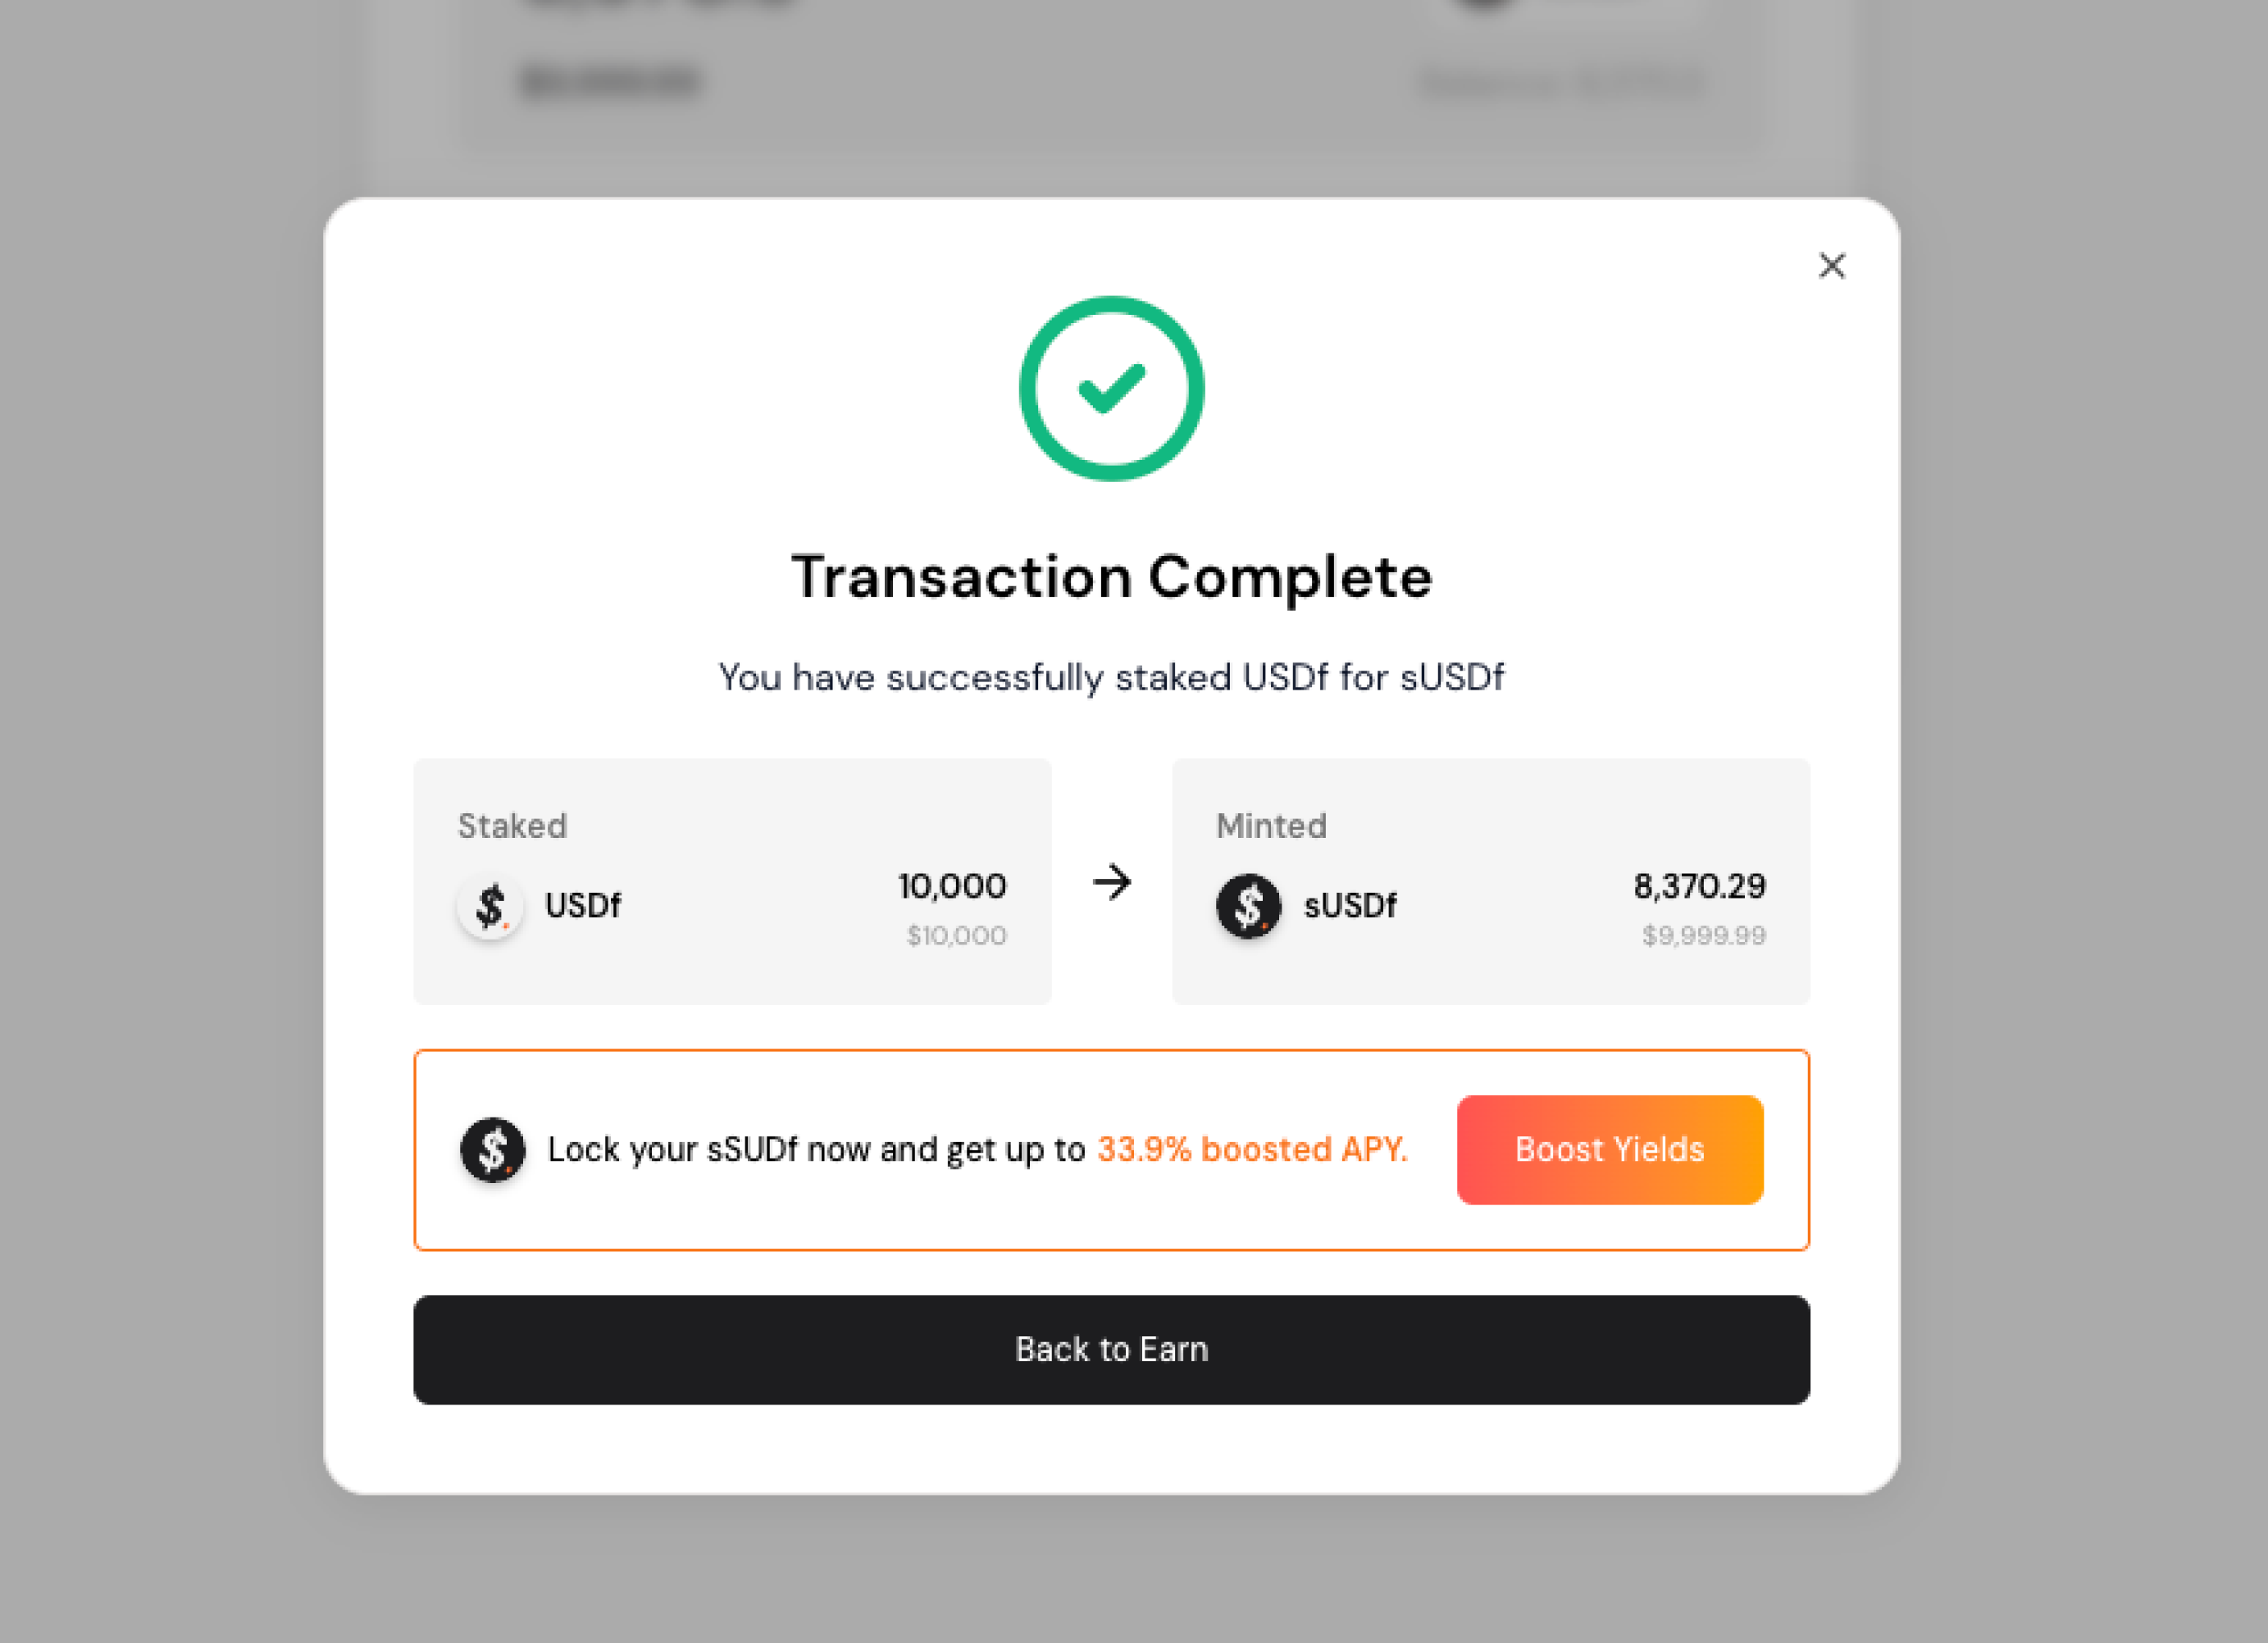 Transaction Complete
You have successfully staked USDf for sUSDf
Staked
USDf
10,000
$10,000
Minted
sUSDf
8,370.29
$9,999.99
Lock your sSUDf now and get up to 33.9% boosted APY.
Boost Yields
Back to Earn